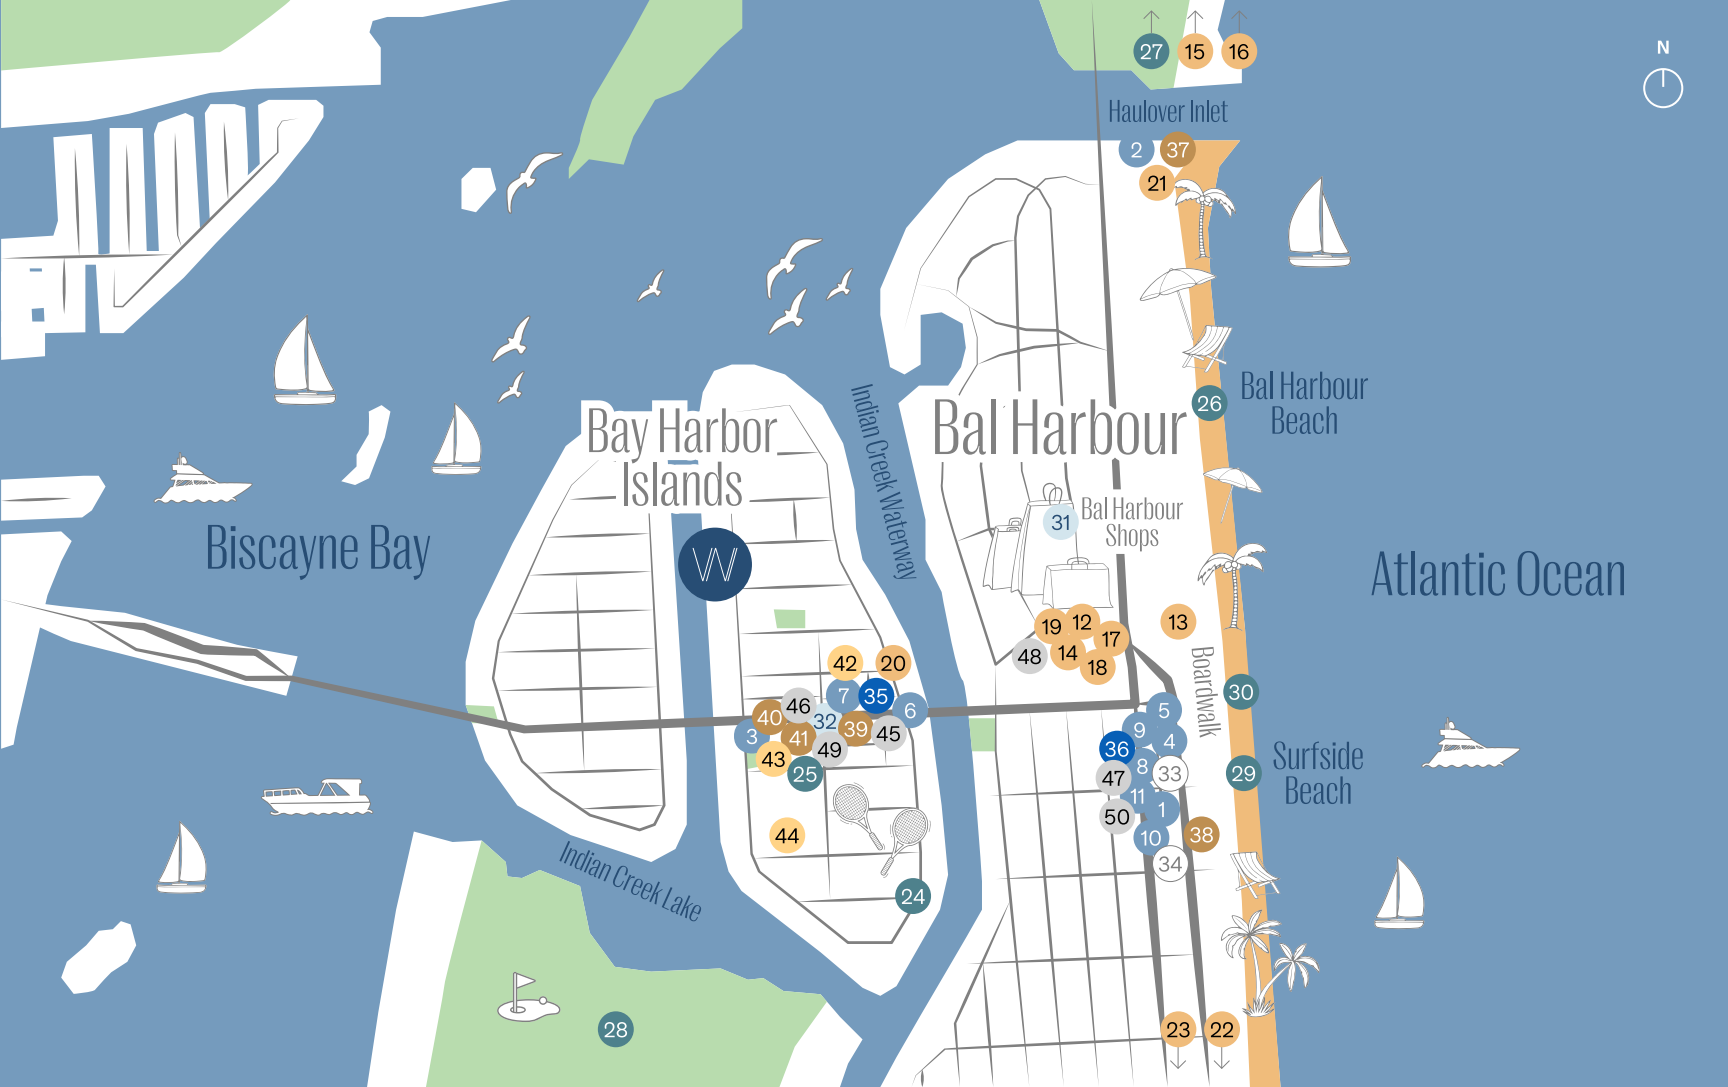 27 15 16
N
Haulover Inlet
2 37
21
Bal Harbour
Beach
26
Bay Harbor
Islands
Indian Creek Waterway
Bal Harbour
Bal Harbour
Shops
31
Biscayne Bay
W
Atlantic Ocean
19 12 13
17
48 14 18
Boardwalk
42 20
30
46 7 35 6
40 32 39 45
3 41 49
43 25
5
9 4
36 8
47 33
11 1
50 10 38
34
Surfside
Beach
29
44
Indian Creek Lake
24
28
23 22